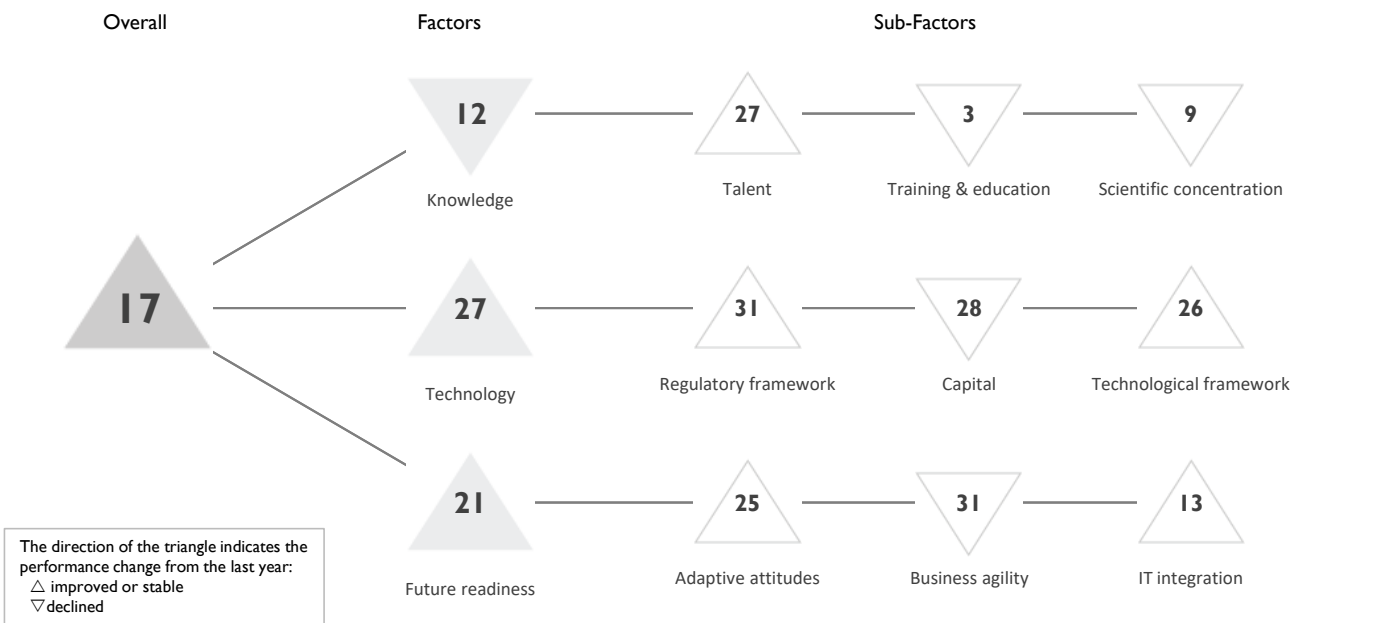 Overall
Factors
Sub-Factors
12
27
3
9
Knowledge
Talent
Training & education
Scientific concentration
17
27
31
28
26
Technology
Regulatory framework
Capital
Technological framework
21
25
31
13
Future readiness
Adaptive attitudes
Business agility
IT integration
The direction of the triangle indicates the
performance change from the last year:
△ improved or stable
▽ declined